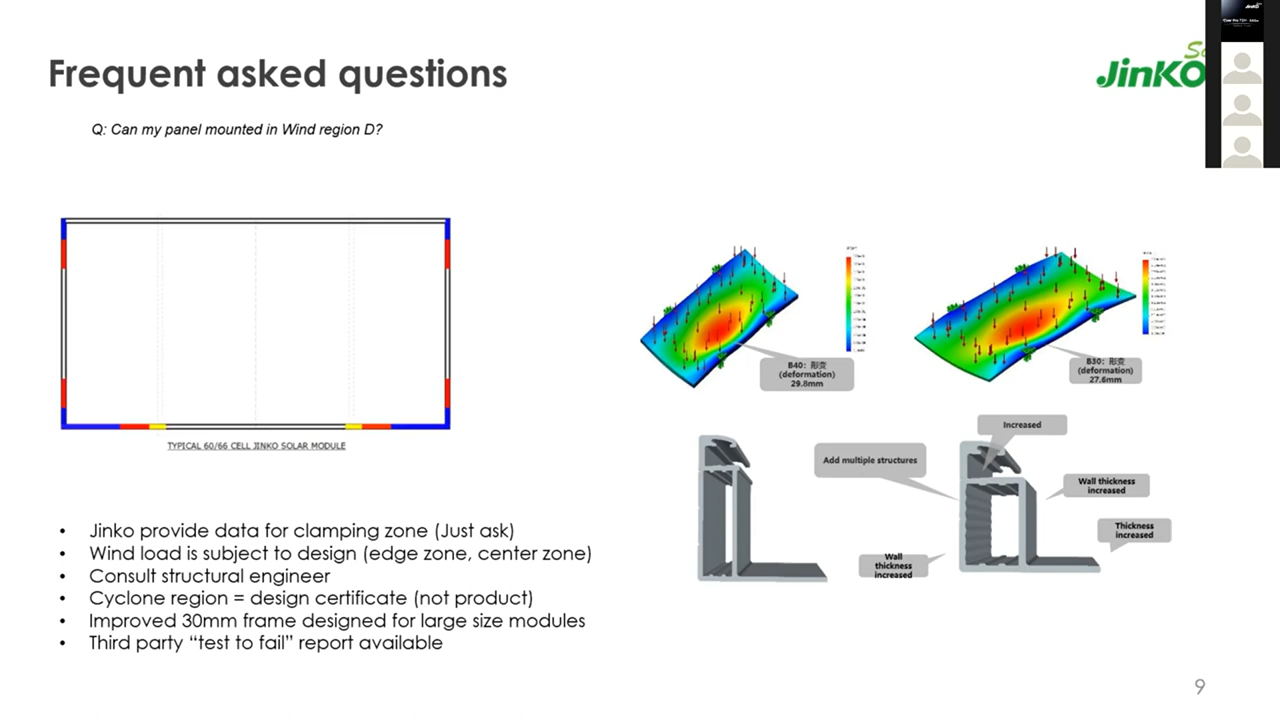 Frequent asked questions
JinKO
Q: Can my panel mounted in Wind region D?
TYPICAL 60/66 CELL JINKO SOLAR MODULE
B40：形变
(deformation)
29.8mm
B30：形变
(deformation)
27.6mm
Increased
Add multiple structures
Wall thickness
increased
Thickness
increased
Wall
thickness
increased
• Jinko provide data for clamping zone (Just ask)
• Wind load is subject to design (edge zone, center zone)
• Consult structural engineer
• Cyclone region = design certificate (not product)
• Improved 30mm frame designed for large size modules
• Third party “test to fail” report available
9